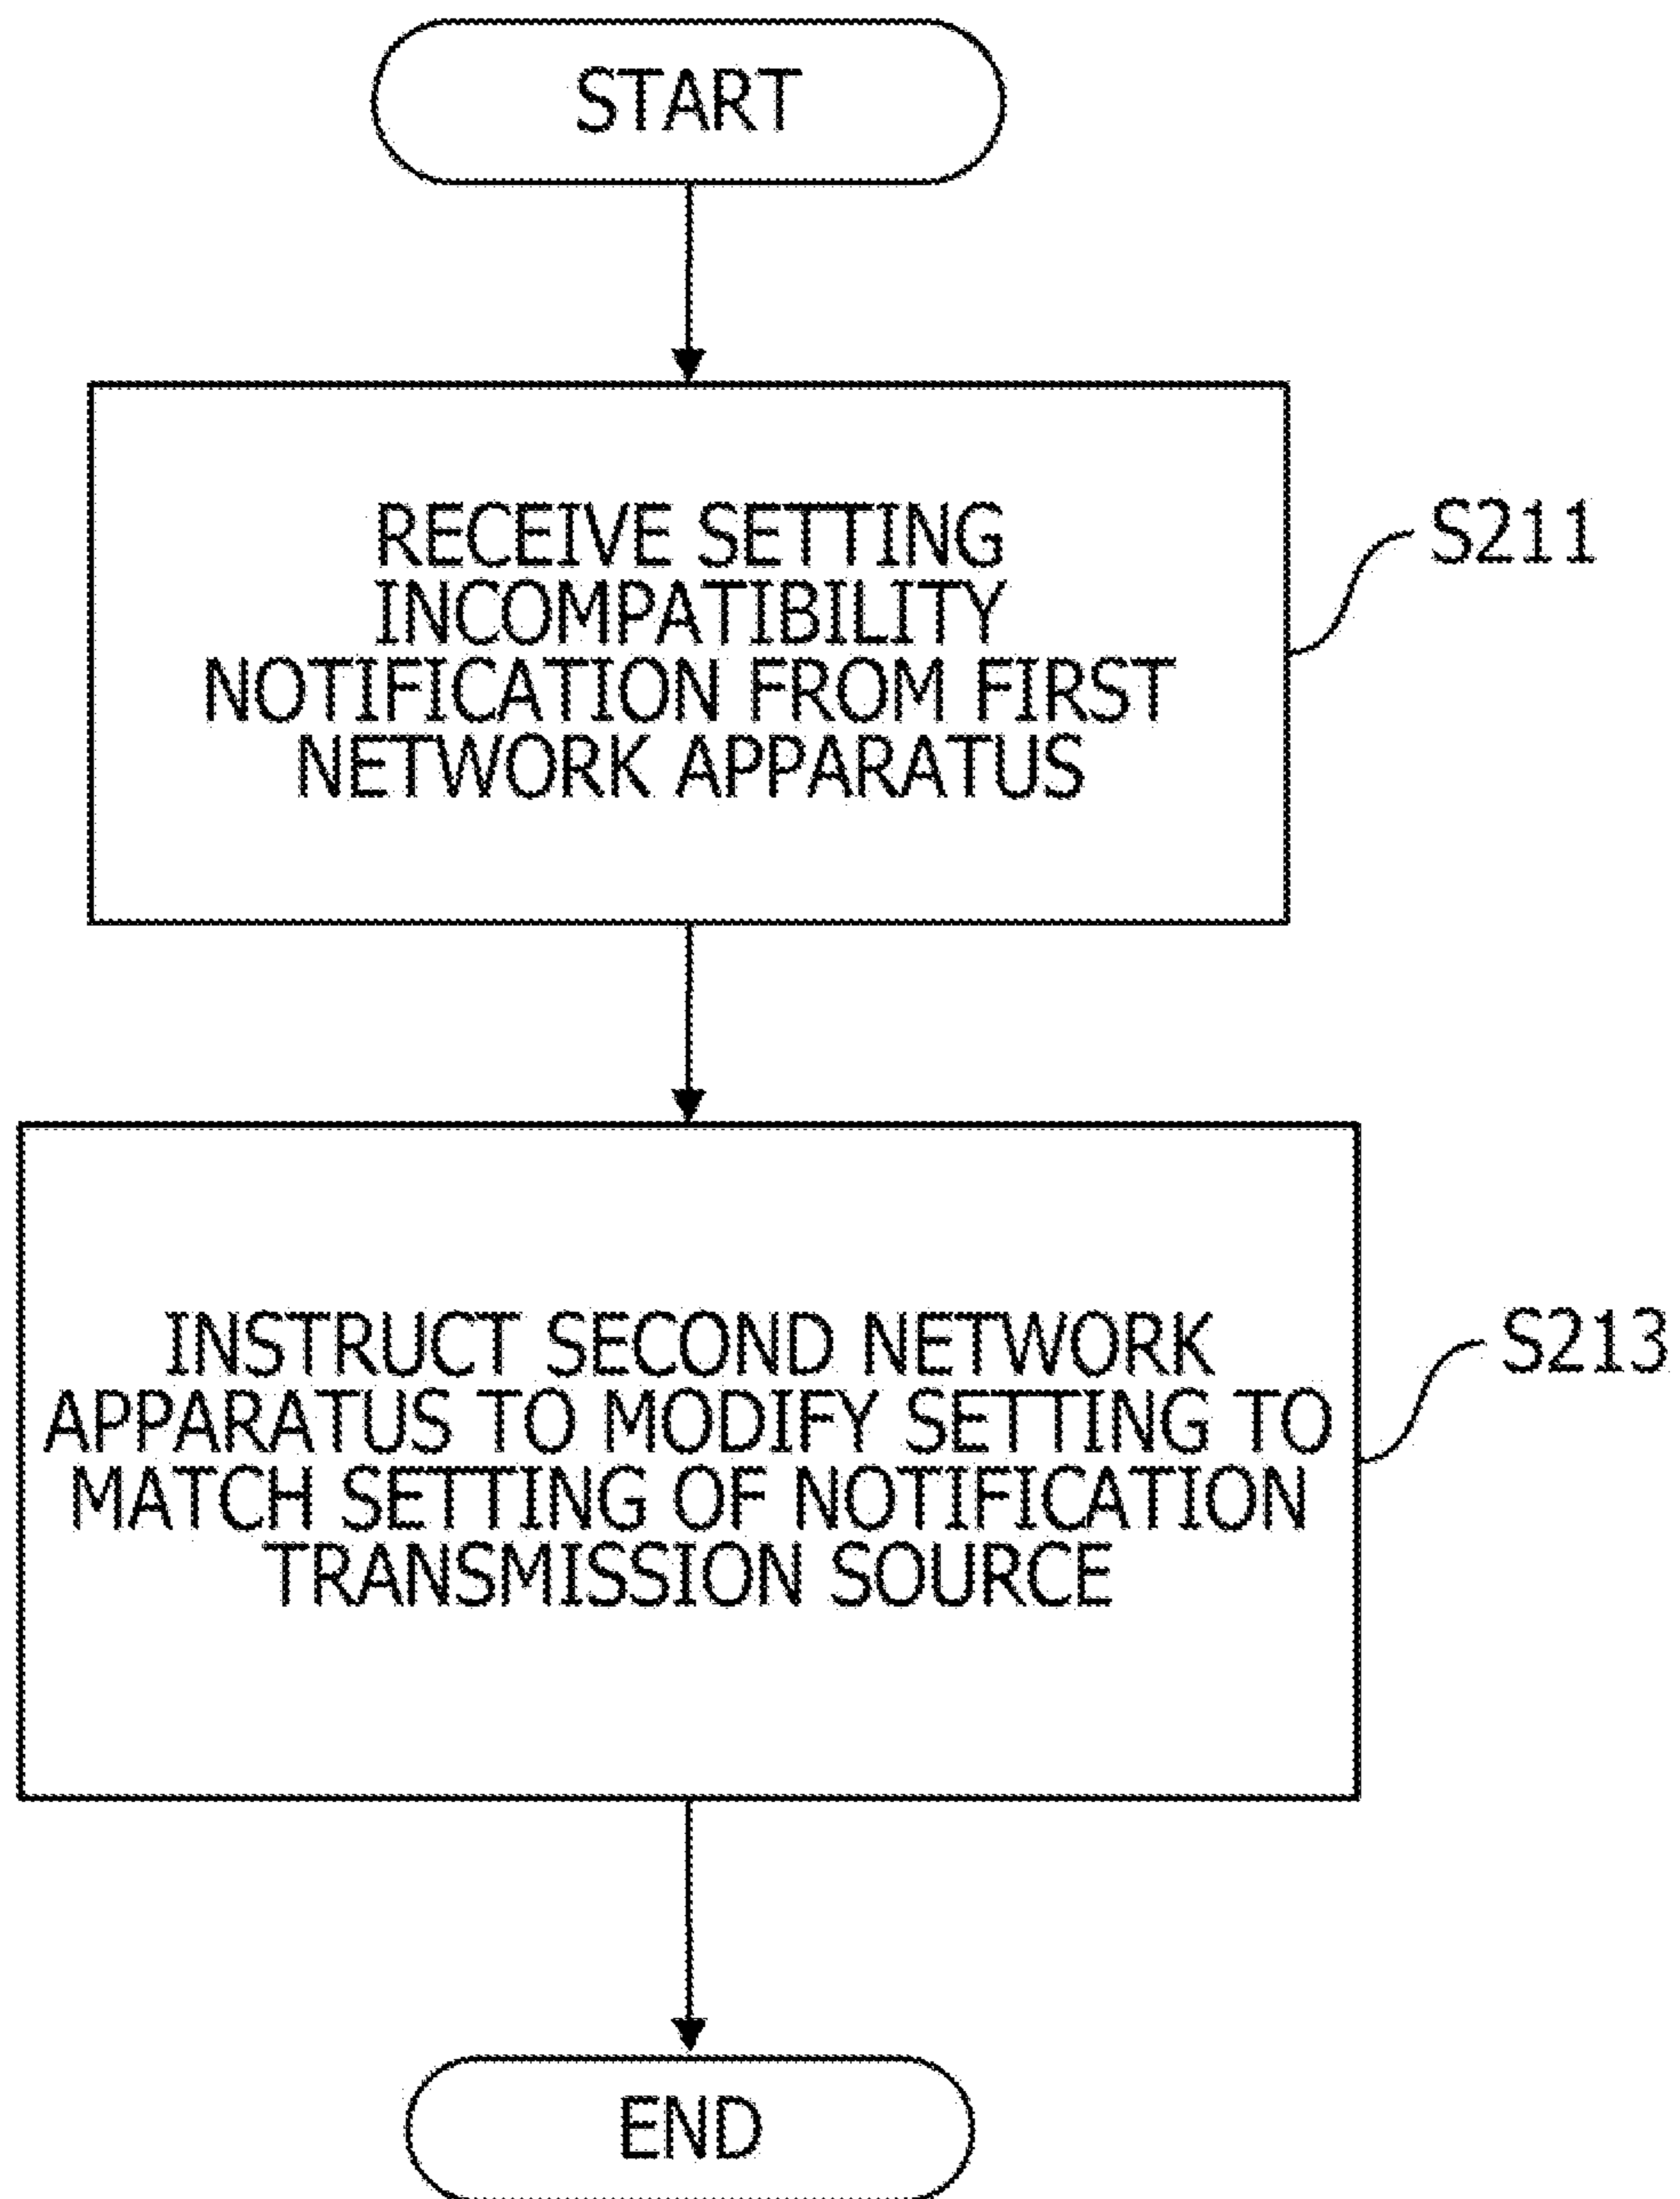 START
RECEIVE SETTING
INCOMPATIBILITY
NOTIFICATION FROM FIRST
NETWORK APPARATUS
S211
INSTRUCT SECOND NETWORK
APPARATUS TO MODIFY SETTING TO
MATCH SETTING OF NOTIFICATION
TRANSMISSION SOURCE
S213
END